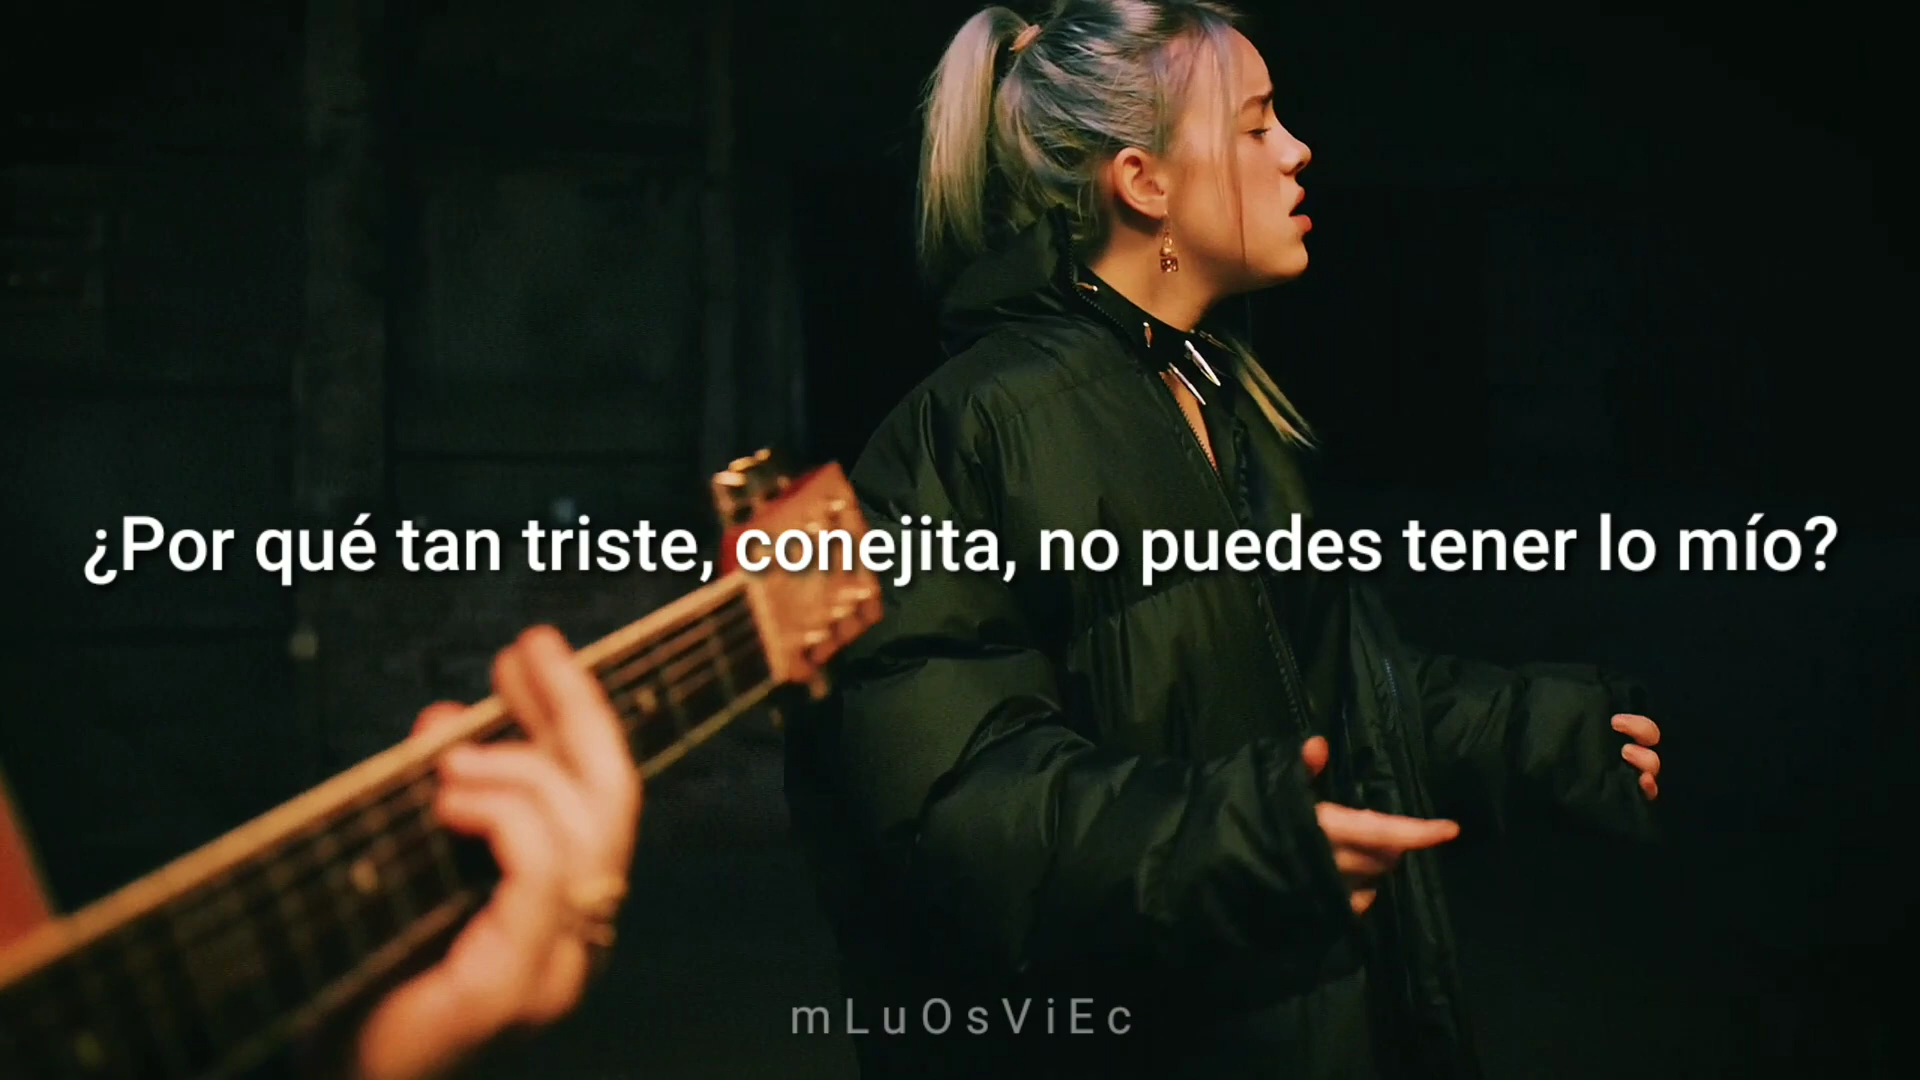 ¿Por qué tan triste, conejita, no puedes tener lo mío?
mLuOsViEc